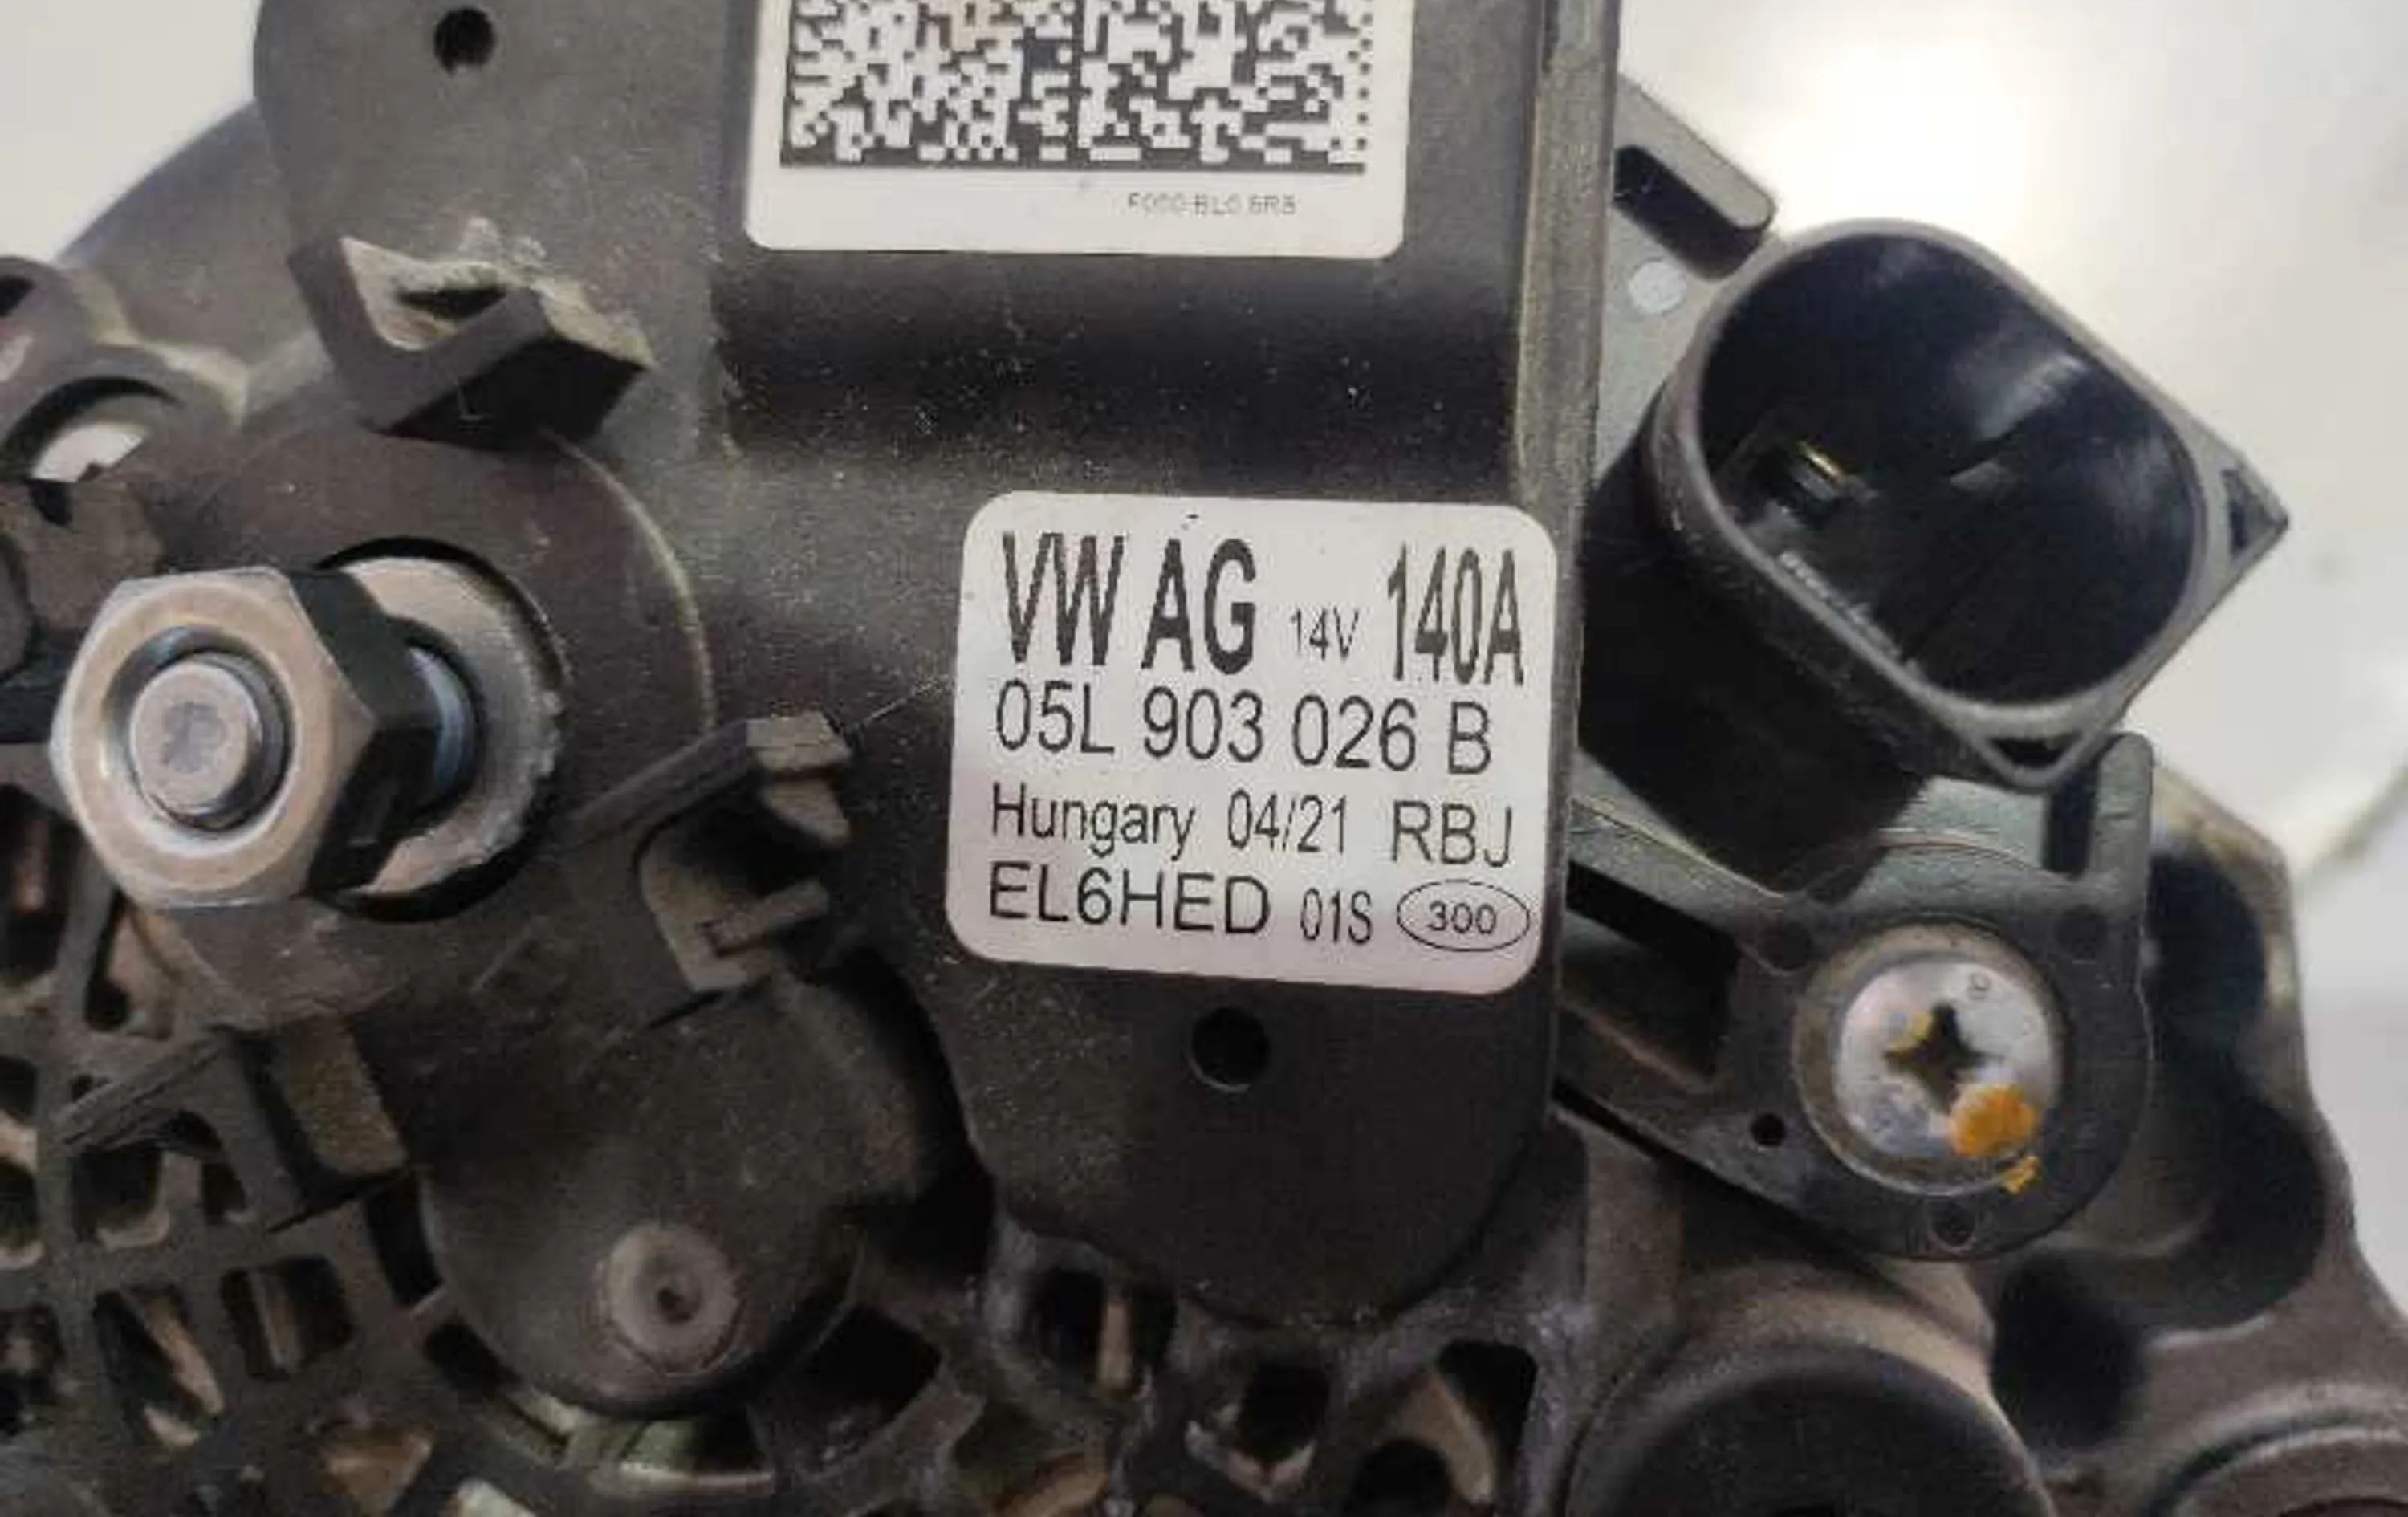 VW AG 14V 140A
05L 903 026 B
Hungary 04/21 RBJ
EL6HED 01S 300